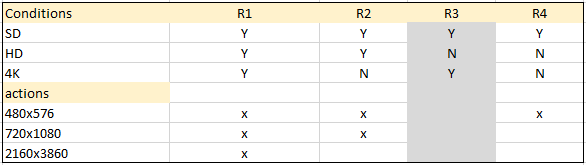 Conditions R1 R2 R3 R4
SD Y Y Y Y
HD Y Y N N
4K Y N Y N
actions
480x576 x x x
720x1080 x x
2160x3860 x